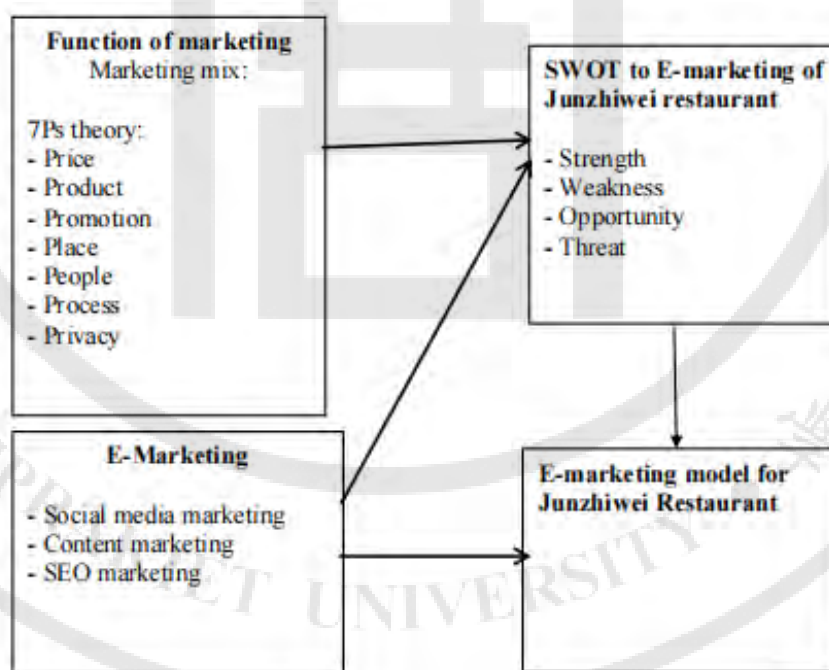 Function of marketing
Marketing mix:
7Ps theory:
- Price
- Product
- Promotion
- Place
- People
- Process
- Privacy
SWOT to E-marketing of
Junzhiwei restaurant
- Strength
- Weakness
- Opportunity
- Threat
E-Marketing
- Social media marketing
- Content marketing
- SEO marketing
E-marketing model for
Junzhiwei Restaurant
UNIVERSITY